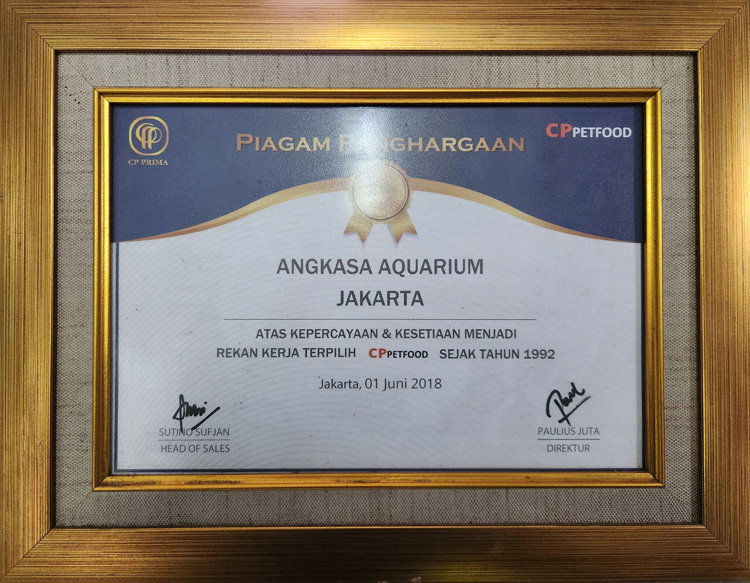 CP PRIMA
PIAGAM PENGHARGAAN
CPPETFOOD
ANGKASA AQUARIUM
JAKARTA
ATAS KEPERCAYAAN & KESETIAAN MENJADI
REKAN KERJA TERPILIH CPPETFOOD SEJAK TAHUN 1992
Jakarta, 01 Juni 2018
SUTINO SUFJAN
HEAD OF SALES
PAULIUS JUTA
DIREKTUR